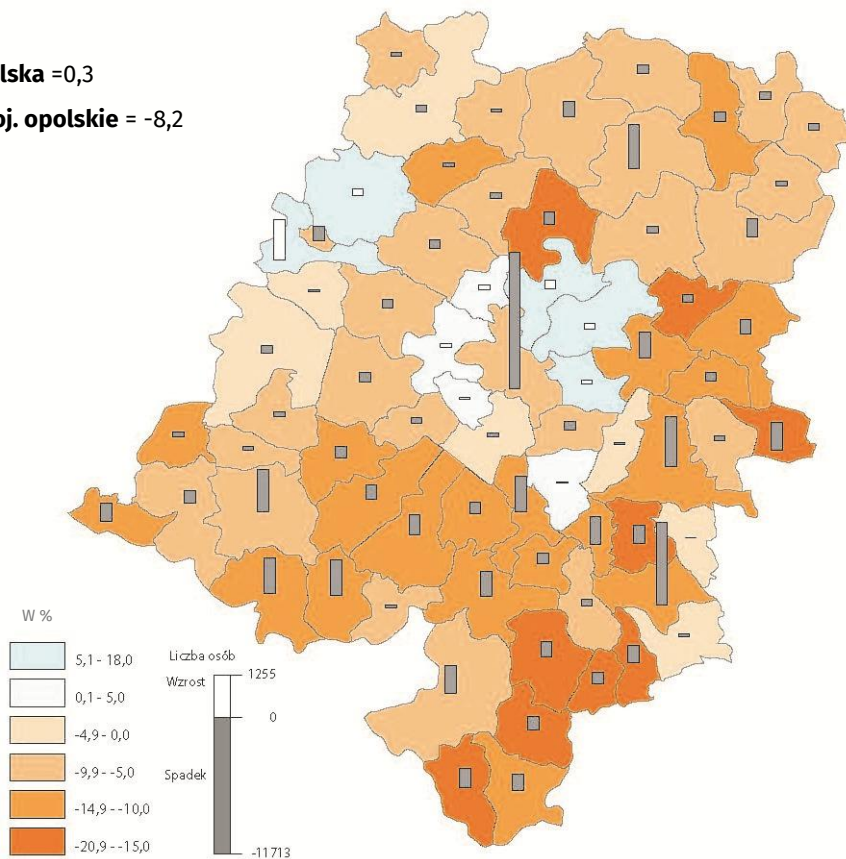 lska =0,3
oj. opolskie = -8,2
W %
5,1 - 18,0
0,1 - 5,0
-4,9 - 0,0
-9,9 - -5,0
-14,9 - -10,0
-20,9 - -15,0
Liczba osób
Wzrost
1255
0
Spadek
-11713